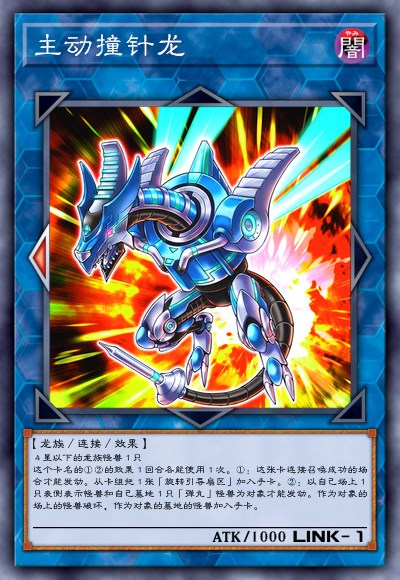 主动撞针龙
やみ
闇
【龙族／连接／效果】
4星以下的龙族怪兽1只
这个卡名的①②的效果1回合各能使用1次。①：这张卡连接召唤成功的场
合才能发动。从卡组把1张「旋转引导扇区」加入手卡。②：以自己场上1
只表侧表示怪兽和自己墓地1只「弹丸」怪兽为对象才能发动。作为对象的
场上的怪兽破坏，作为对象的墓地的怪兽加入手卡。
ATK/1000 LINK-1